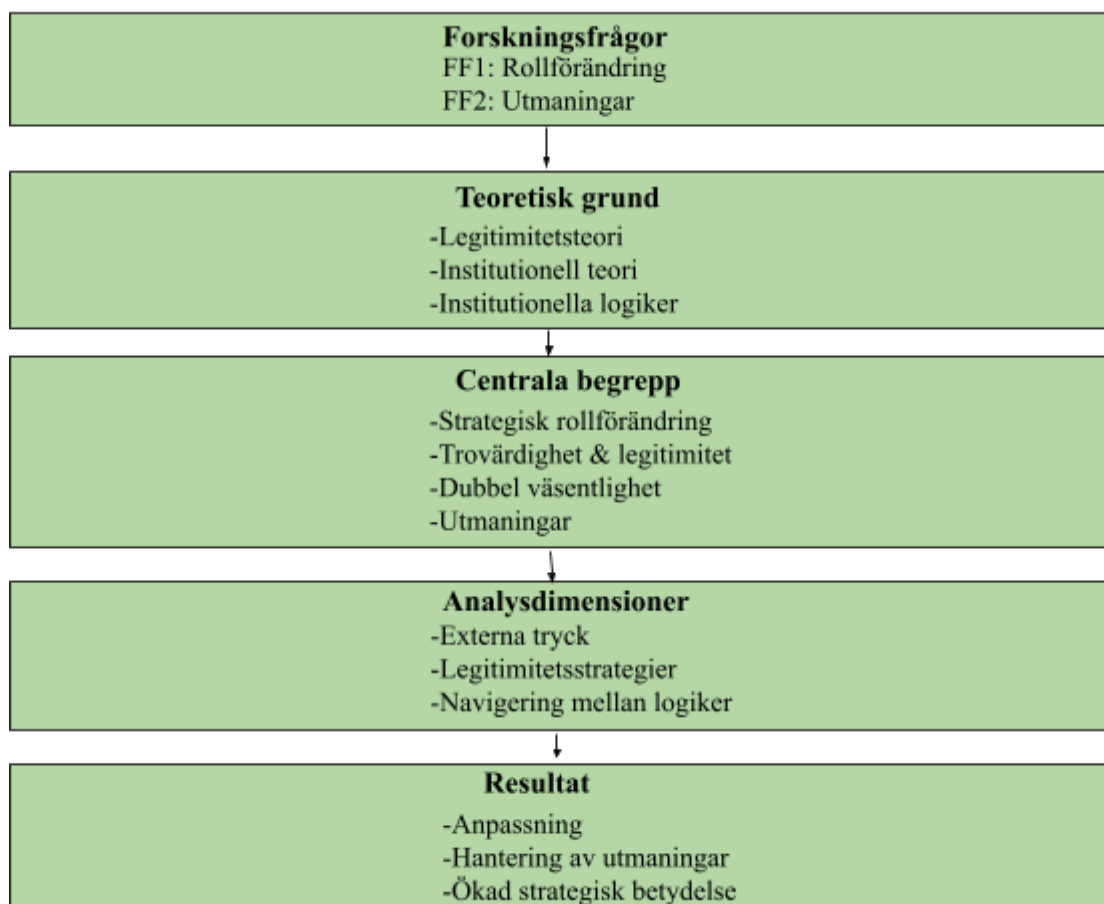 Forskningsfrågor
FF1: Rollförändring
FF2: Utmaningar
Teoretisk grund
-Legitimitetsteori
-Institutionell teori
-Institutionella logiker
Centrala begrepp
-Strategisk rollförändring
-Trovärdighet & legitimitet
-Dubbel väsentlighet
-Utmaningar
Analysdimensioner
-Externa tryck
-Legitimitetsstrategier
-Navigering mellan logiker
Resultat
-Anpassning
-Hantering av utmaningar
-Ökad strategisk betydelse